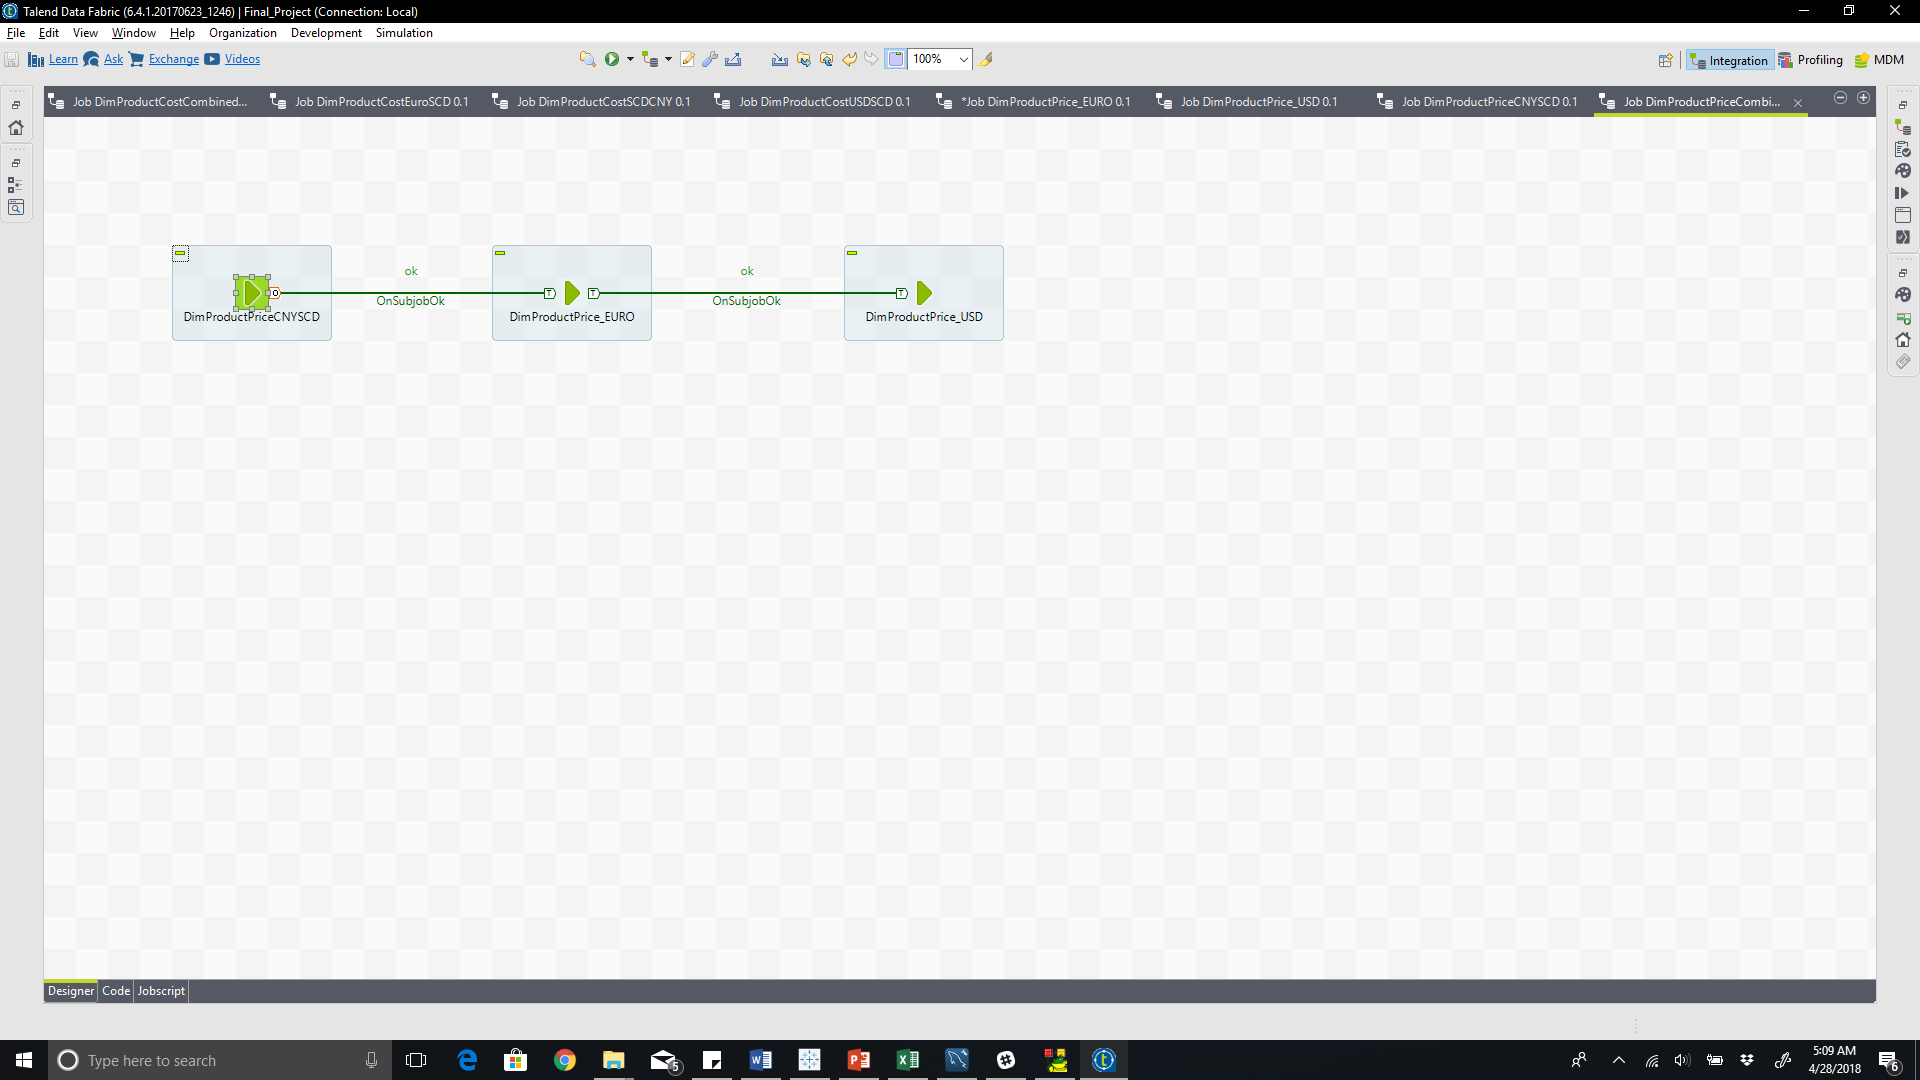 Talend Data Fabric (6.4.1.20170623_1246) | Final_Project (Connection: Local)
File Edit View Window Help Organization Development Simulation
Learn Ask Exchange Videos 100% Integration Profiling MDM
Job DimProductCostCombined... Job DimProductCostEuroSCD 0.1 Job DimProductCostSCDCNY 0.1 Job DimProductCostUSDSCD 0.1 *Job DimProductPrice_EURO 0.1 Job DimProductPrice_USD 0.1 Job DimProductPriceCNYSCD 0.1 Job DimProductPriceCombi...
ok ok
O T T T
OnSubjobOk OnSubjobOk
DimProductPriceCNYSCD DimProductPrice_EURO DimProductPrice_USD
Designer Code Jobscript
Type here to search
5
5:09 AM
4/28/2018
6